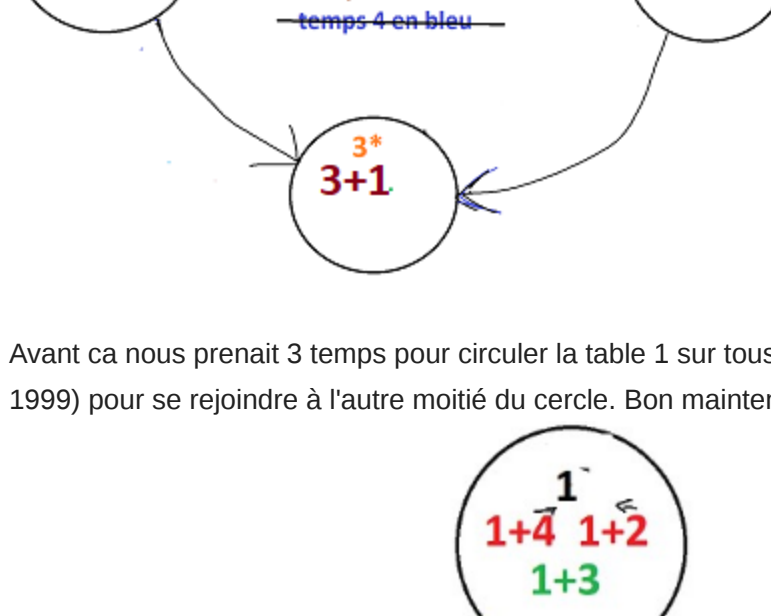 temps 4 en bleu
3*
3+1
Avant ca nous prenait 3 temps pour circuler la table 1 sur tous
1999) pour se rejoindre à l'autre moitié du cercle. Bon mainten
1
1+4 1+2
1+3